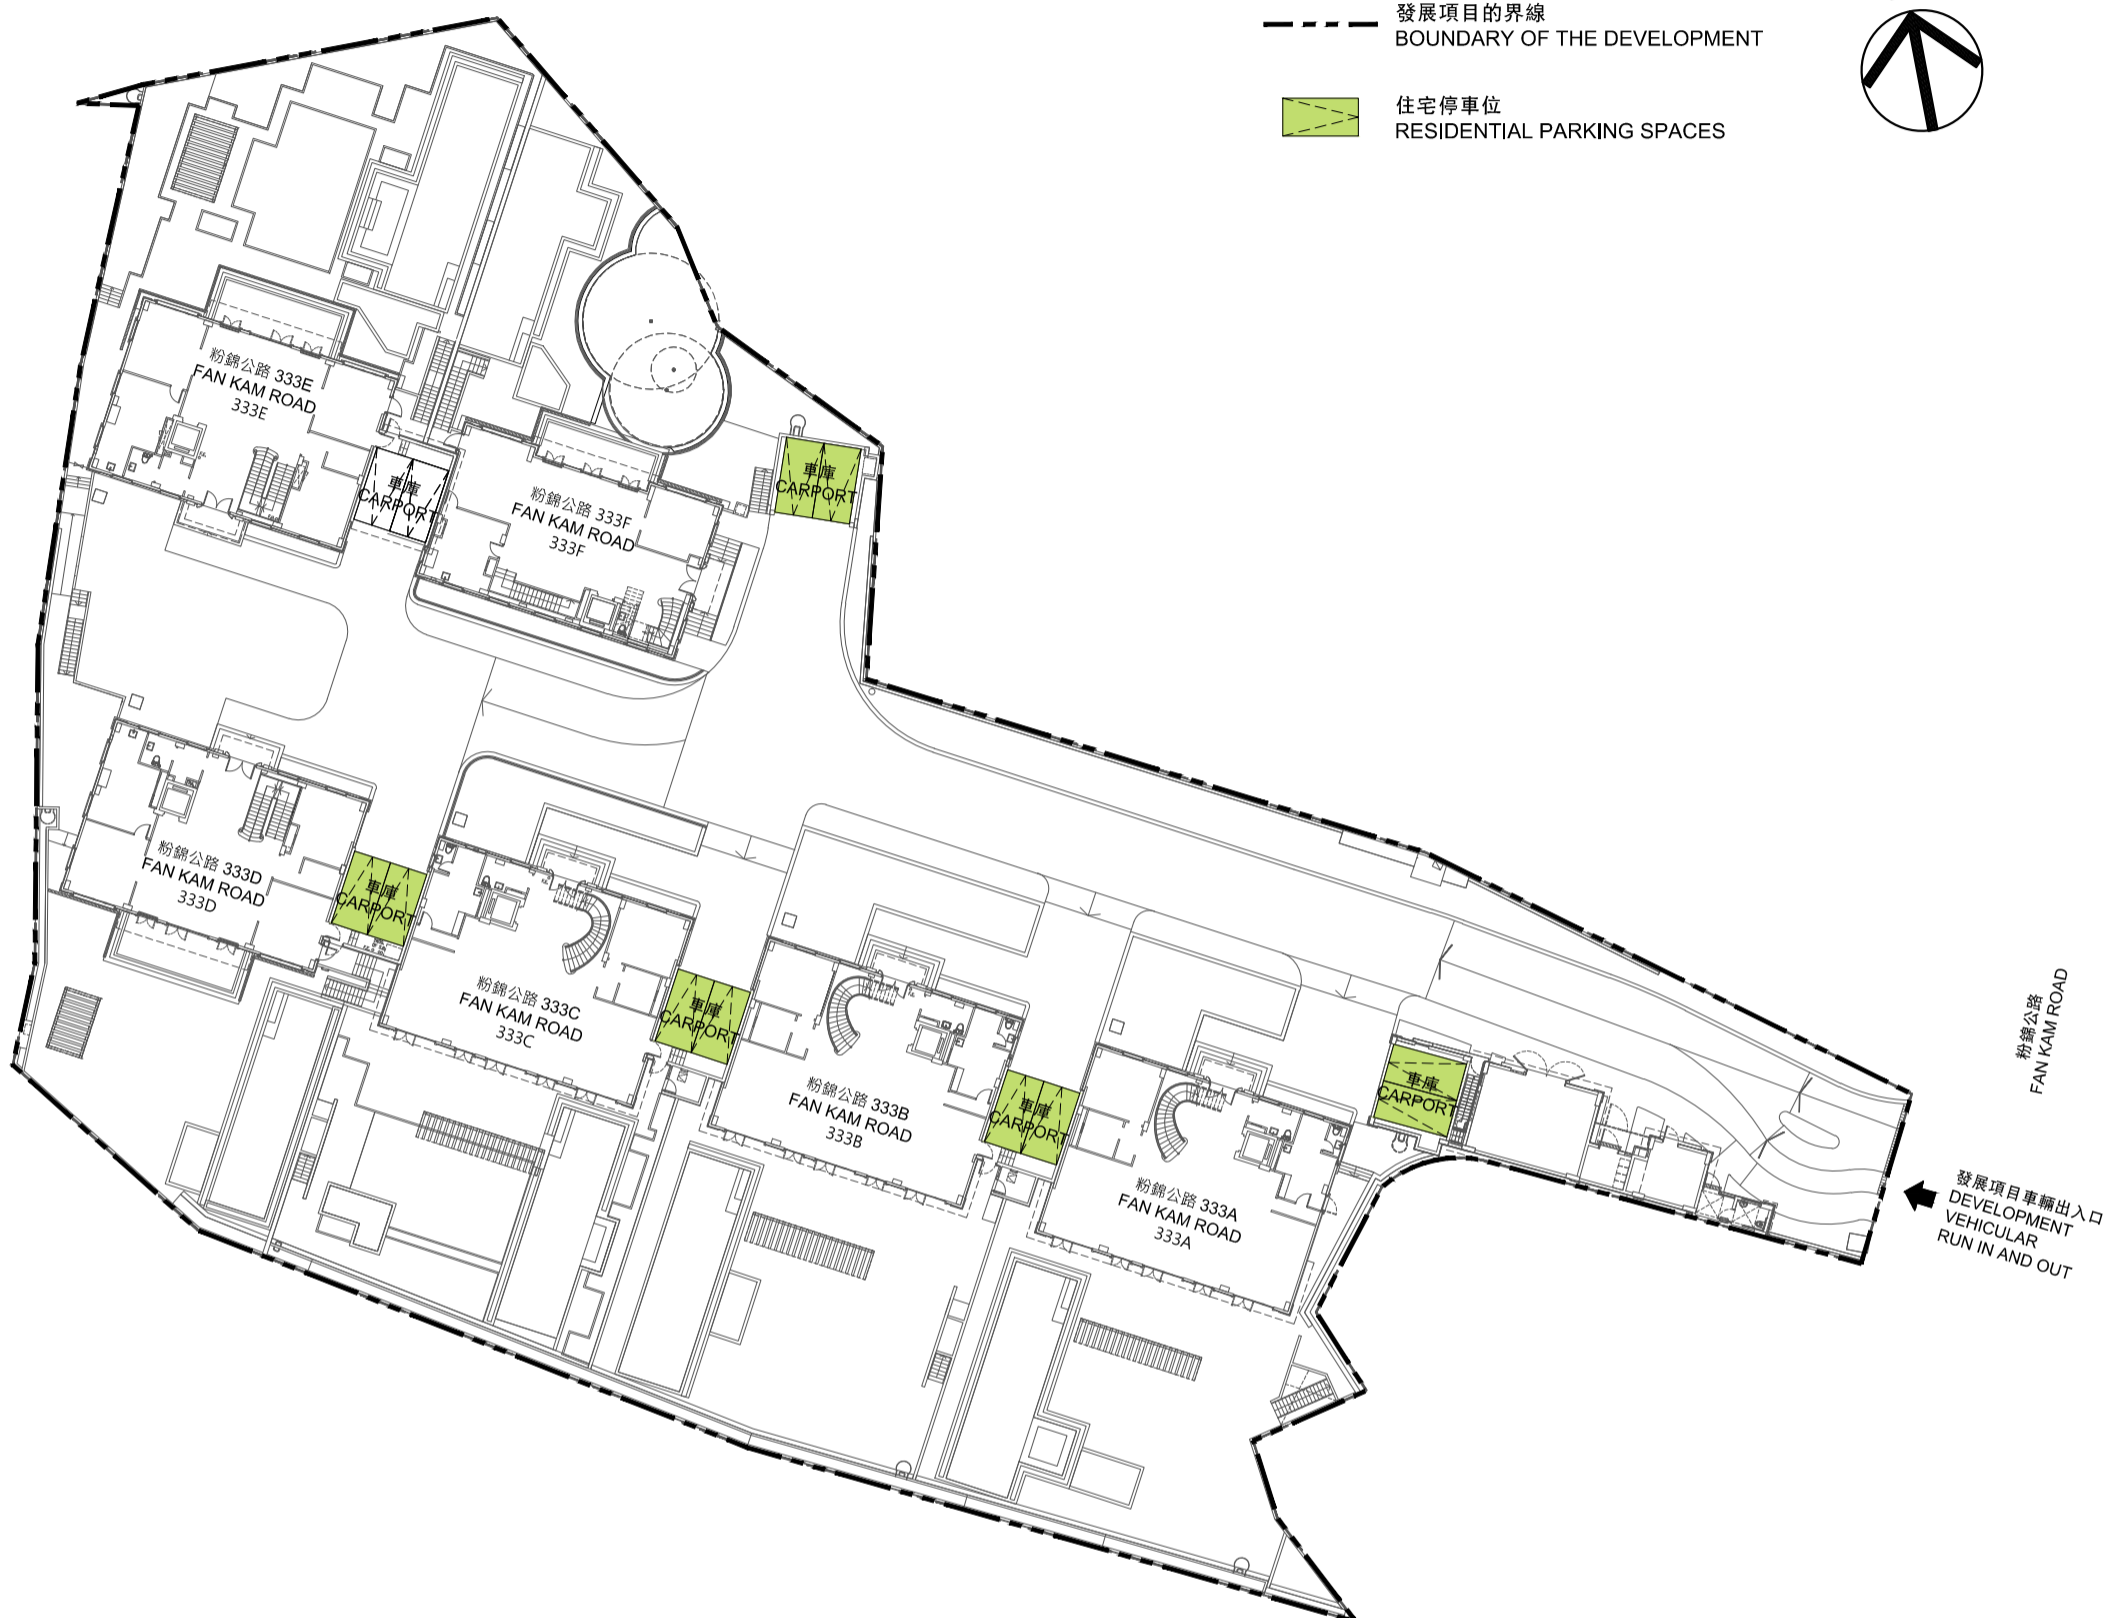 發展項目的界線
BOUNDARY OF THE DEVELOPMENT
住宅停車位
RESIDENTIAL PARKING SPACES
粉錦公路 333E
FAN KAM ROAD
333E
車庫
CARPORT
粉錦公路 333F
FAN KAM ROAD
333F
車庫
CARPORT
粉錦公路 333D
FAN KAM ROAD
333D
車庫
CARPORT
粉錦公路 333C
FAN KAM ROAD
333C
車庫
CARPORT
粉錦公路 333B
FAN KAM ROAD
333B
車庫
CARPORT
粉錦公路 333A
FAN KAM ROAD
333A
車庫
CARPORT
粉錦公路
FAN KAM ROAD
發展項目車輛出入口
DEVELOPMENT
VEHICULAR
RUN IN AND OUT